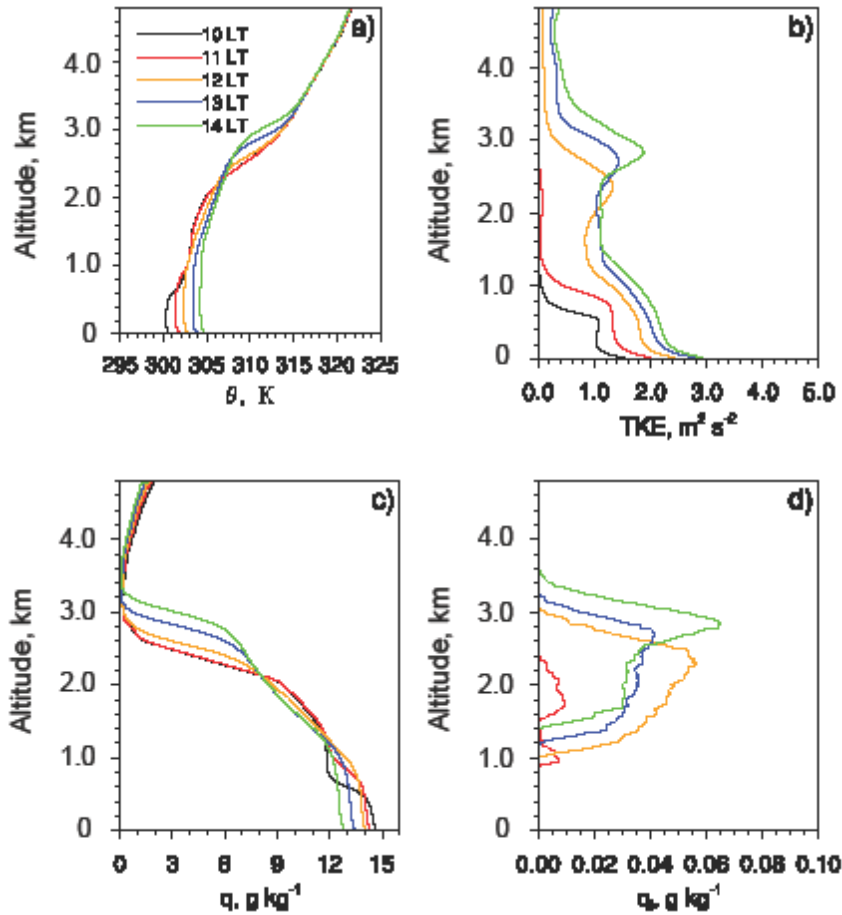 a)
10 LT
11 LT
12 LT
13 LT
14 LT
Altitude, km
4.0
3.0
2.0
1.0
0
295 300 305 310 315 320 325
θ, K
b)
Altitude, km
4.0
3.0
2.0
1.0
0
0.0 1.0 2.0 3.0 4.0 5.0
TKE, m² s⁻²
c)
Altitude, km
4.0
3.0
2.0
1.0
0
0 3 6 9 12 15
q, g kg⁻¹
d)
Altitude, km
4.0
3.0
2.0
1.0
0
0.00 0.02 0.04 0.06 0.08 0.10
g kg⁻¹